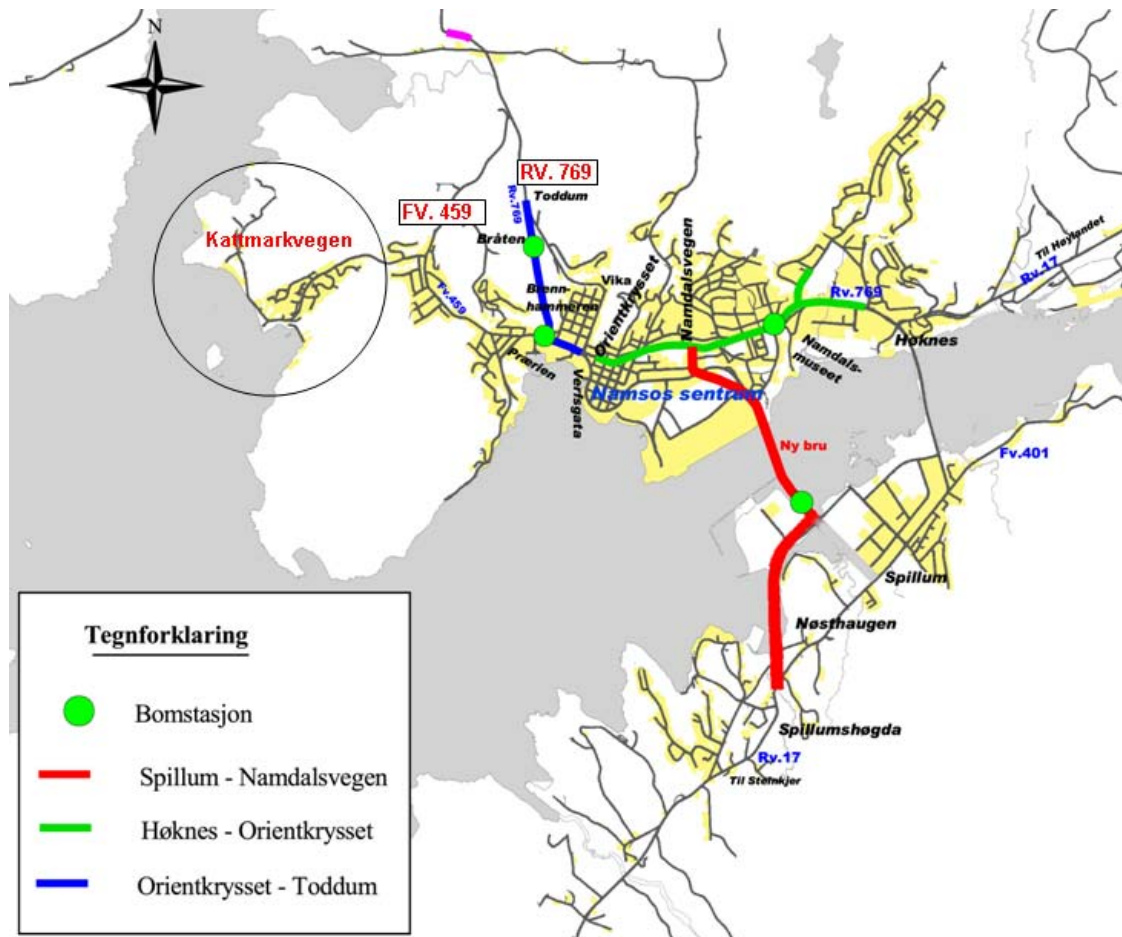 N
RV. 769
Rv.769
Toddum
FV. 459
Bråten
Kattmarkvegen
Til Høylandet
Rv.17
Vika
Brenn-
hammeren
Orientkrysset
Namdalsvegen
Fv.459
Rv.769
Høknes
Prærien
Verftsgata
Namdals-
museet
Namsos sentrum
Ny bru
Fv.401
Spillum
Nøsthaugen
Spillumshøgda
Rv.17
Til Steinkjer
Tegnforklaring
Bomstasjon
Spillum - Namdalsvegen
Høknes - Orientkrysset
Orientkrysset - Toddum